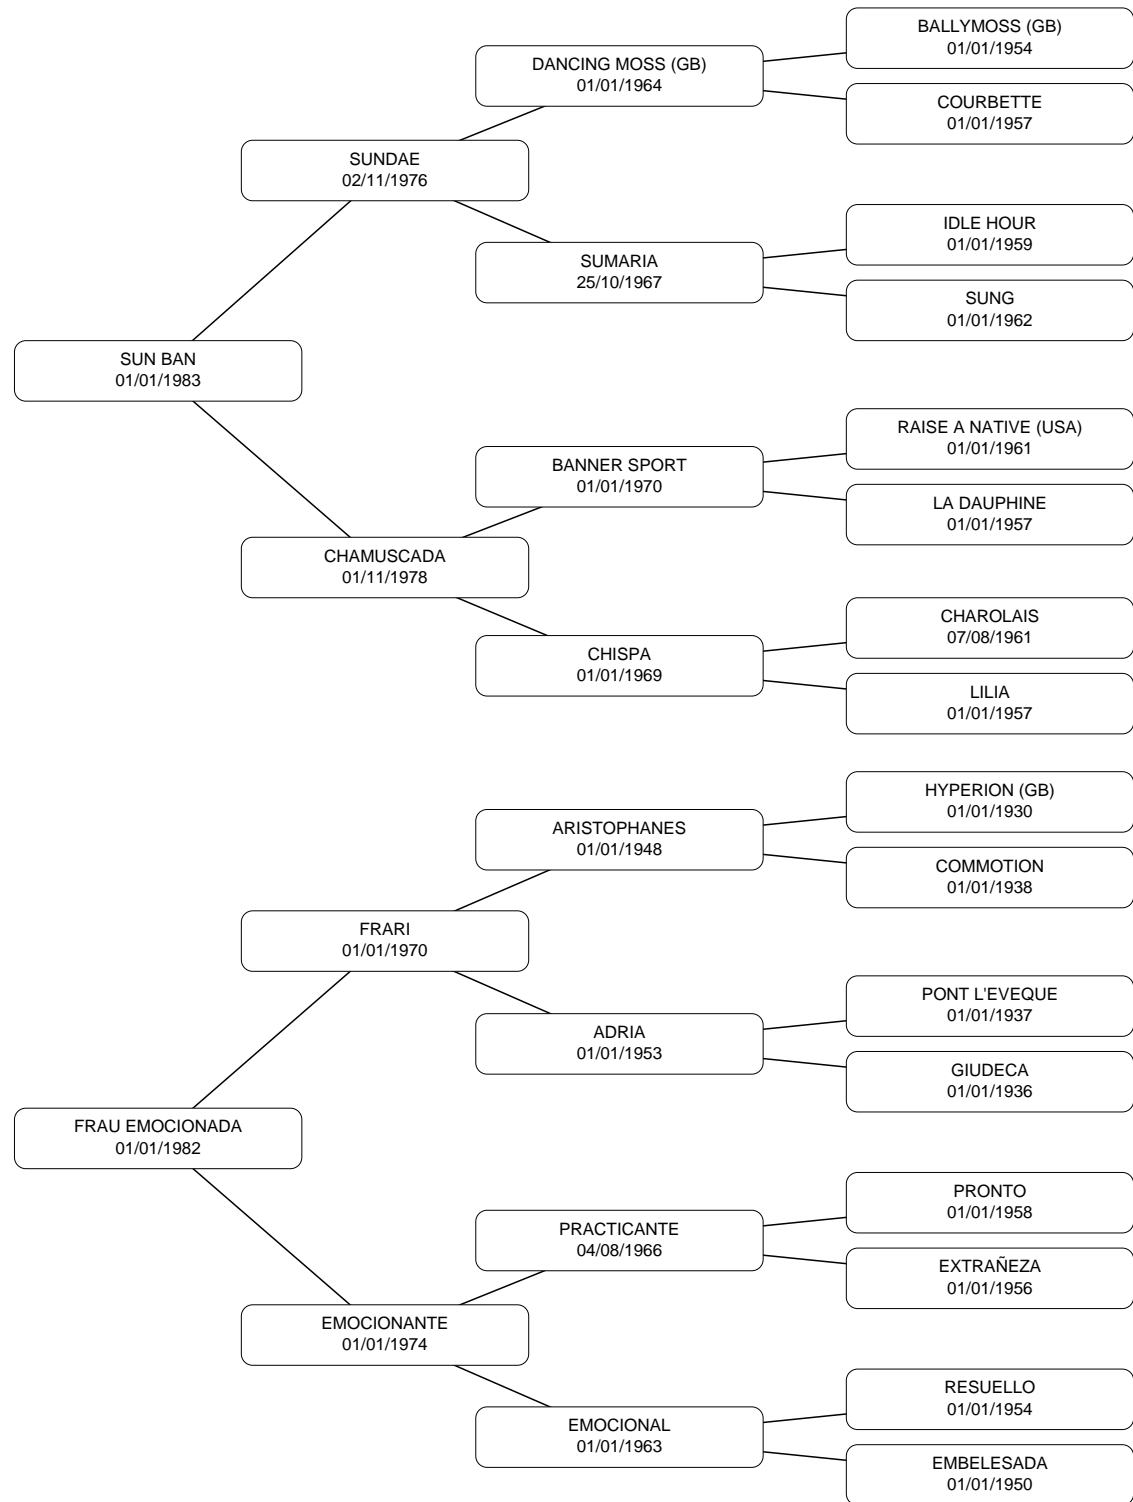 BALLYMOSS (GB)
01/01/1954
DANCING MOSS (GB)
01/01/1964
COURBETTE
01/01/1957
SUNDAE
02/11/1976
IDLE HOUR
01/01/1959
SUMARIA
25/10/1967
SUNG
01/01/1962
SUN BAN
01/01/1983
RAISE A NATIVE (USA)
01/01/1961
BANNER SPORT
01/01/1970
LA DAUPHINE
01/01/1957
CHAMUSCADA
01/11/1978
CHAROLAIS
07/08/1961
CHISPA
01/01/1969
LILIA
01/01/1957
HYPERION (GB)
01/01/1930
ARISTOPHANES
01/01/1948
COMMOTION
01/01/1938
FRARI
01/01/1970
PONT L'EVEQUE
01/01/1937
ADRIA
01/01/1953
GIUDECA
01/01/1936
FRAU EMOCIONADA
01/01/1982
PRONTO
01/01/1958
PRACTICANTE
04/08/1966
EXTRAÑEZA
01/01/1956
EMOCIONANTE
01/01/1974
RESUELLO
01/01/1954
EMOCIONAL
01/01/1963
EMBELESADA
01/01/1950